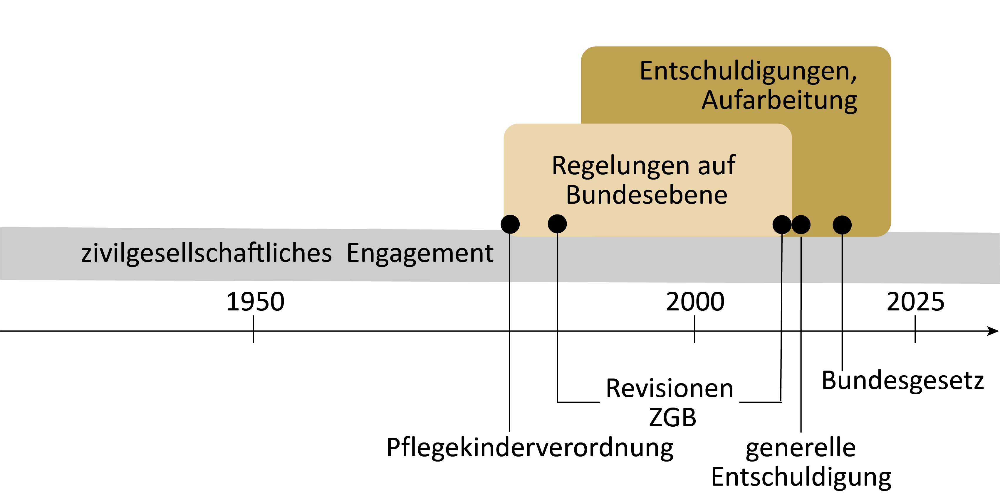 Entschuldigungen,
Aufarbeitung
Regelungen auf
Bundesebene
zivilgesellschaftliches Engagement
1950
2000
2025
Bundesgesetz
Revisionen
ZGB
Pflegekinderverordnung
generelle
Entschuldigung